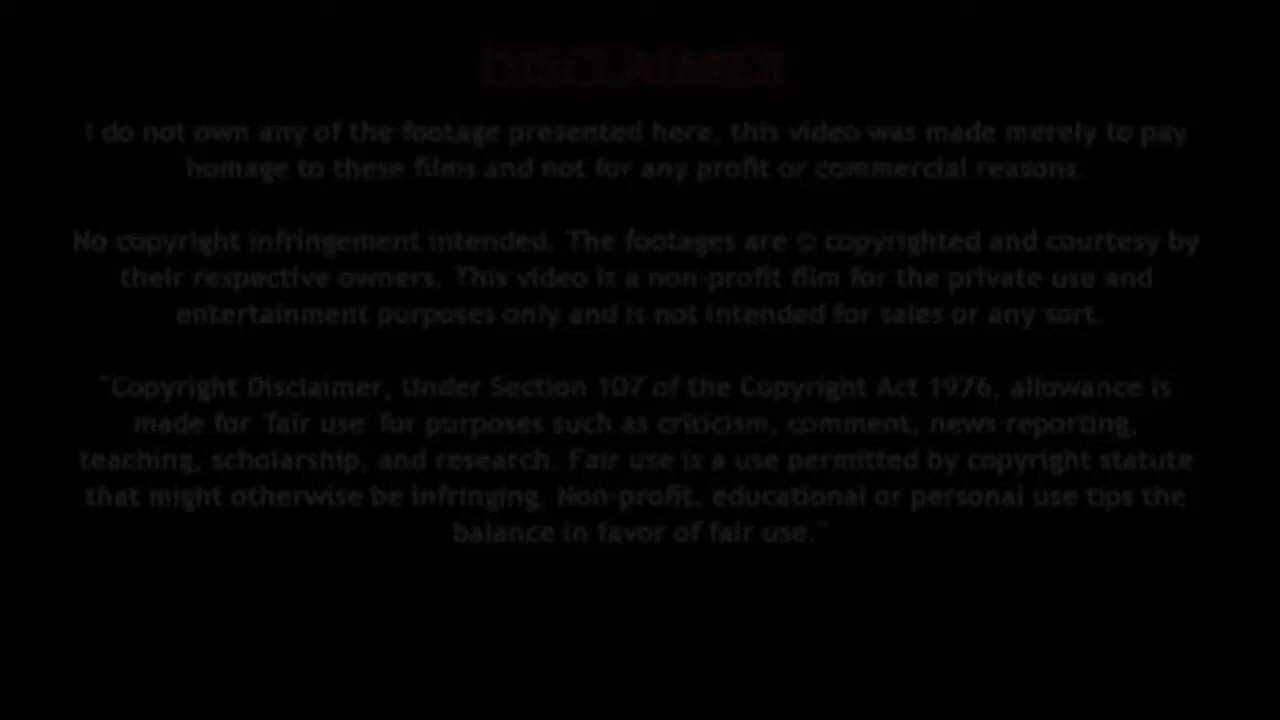 DISCLAIMER
I do not own any of the footage presented here, this video was made merely to pay
homage to these films and not for any profit or commercial reasons.
No copyright infringement intended. The footages are © copyrighted and courtesy by
their respective owners. This video is a non-profit film for the private use and
entertainment purposes only and is not intended for sales or any sort.
"Copyright Disclaimer, Under Section 107 of the Copyright Act 1976, allowance is
made for 'fair use' for purposes such as criticism, comment, news reporting,
teaching, scholarship, and research. Fair use is a use permitted by copyright statute
that might otherwise be infringing. Non-profit, educational or personal use tips the
balance in favor of fair use."